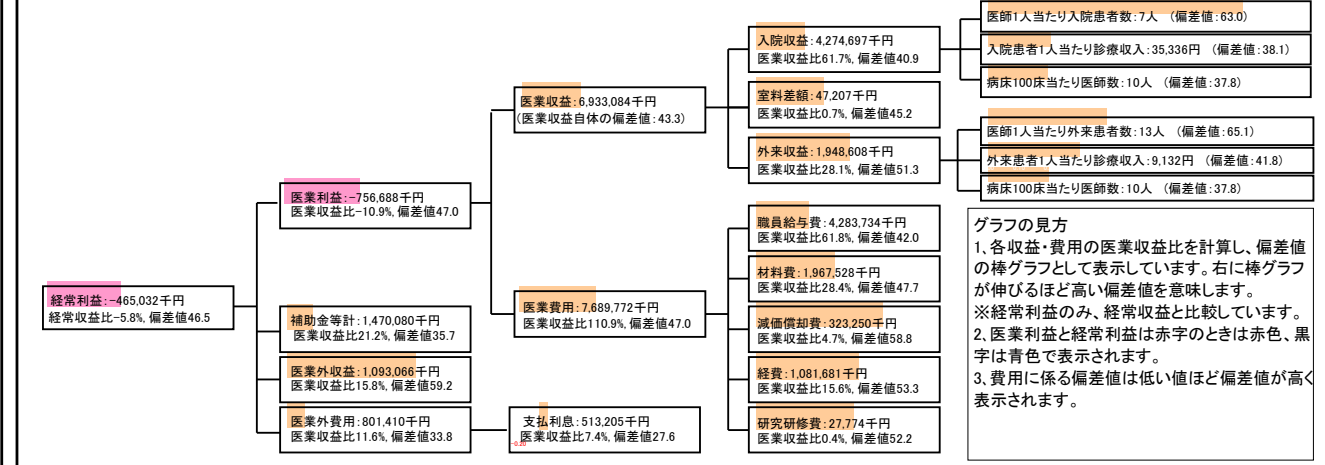 医師1人当たり入院患者数:7人 (偏差値:63.0)
入院収益:4,274,697千円
医業収益比61.7%, 偏差値40.9
入院患者1人当たり診療収入:35,336円 (偏差値:38.1)
病床100床当たり医師数:10人 (偏差値:37.8)
医業収益:6,933,084千円
(医業収益自体の偏差値:43.3)
室料差額:47,207千円
医業収益比0.7%, 偏差値45.2
医師1人当たり外来患者数:13人 (偏差値:65.1)
外来収益:1,948,608千円
医業収益比28.1%, 偏差値51.3
外来患者1人当たり診療収入:9,132円 (偏差値:41.8)
病床100床当たり医師数:10人 (偏差値:37.8)
医業利益:-756,688千円
医業収益比-10.9%, 偏差値47.0
職員給与費:4,283,734千円
医業収益比61.8%, 偏差値42.0
材料費:1,967,528千円
医業収益比28.4%, 偏差値47.7
経常利益:-465,032千円
経常収益比-5.8%, 偏差値46.5
医業費用:7,689,772千円
医業収益比110.9%, 偏差値47.0
補助金等計:1,470,080千円
医業収益比21.2%, 偏差値35.7
減価償却費:323,250千円
医業収益比4.7%, 偏差値58.8
医業外収益:1,093,066千円
医業収益比15.8%, 偏差値59.2
経費:1,081,681千円
医業収益比15.6%, 偏差値53.3
医業外費用:801,410千円
医業収益比11.6%, 偏差値33.8
支払利息:513,205千円
医業収益比7.4%, 偏差値27.6
-0.20
研究研修費:27,774千円
医業収益比0.4%, 偏差値52.2
グラフの見方
1、各収益・費用の医業収益比を計算し、偏差値
の棒グラフとして表示しています。右に棒グラフ
が伸びるほど高い偏差値を意味します。
※経常利益のみ、経常収益と比較しています。
2、医業利益と経常利益は赤字のときは赤色、黒
字は青色で表示されます。
3、費用に係る偏差値は低い値ほど偏差値が高く
表示されます。